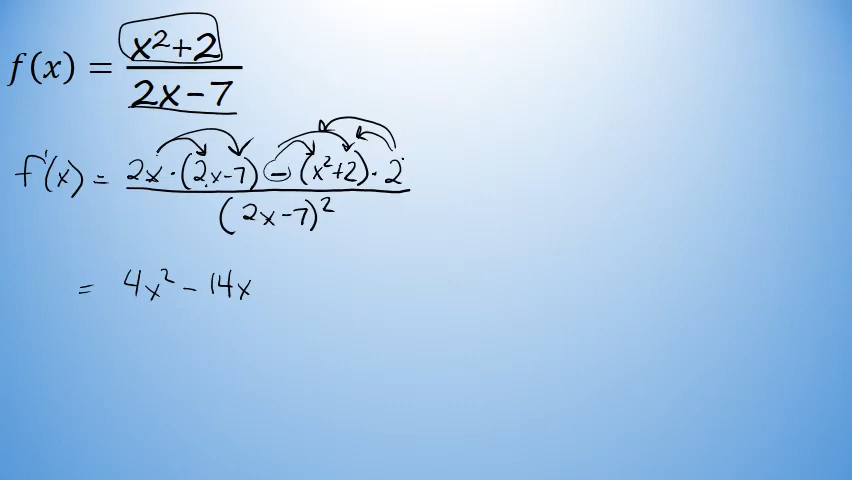 f(x) = (x²+2)/(2x-7)
f'(x) = (2x·(2x-7) - (x²+2)·2)/(2x-7)²
= 4x² - 14x